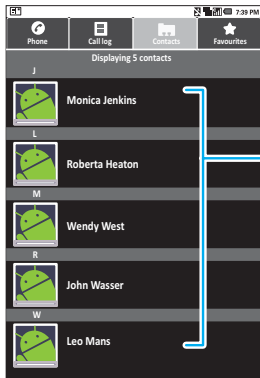 7:39 PM
Phone Call log Contacts Favourites
Displaying 5 contacts
J
Monica Jenkins
L
Roberta Heaton
M
Wendy West
R
John Wasser
W
Leo Mans